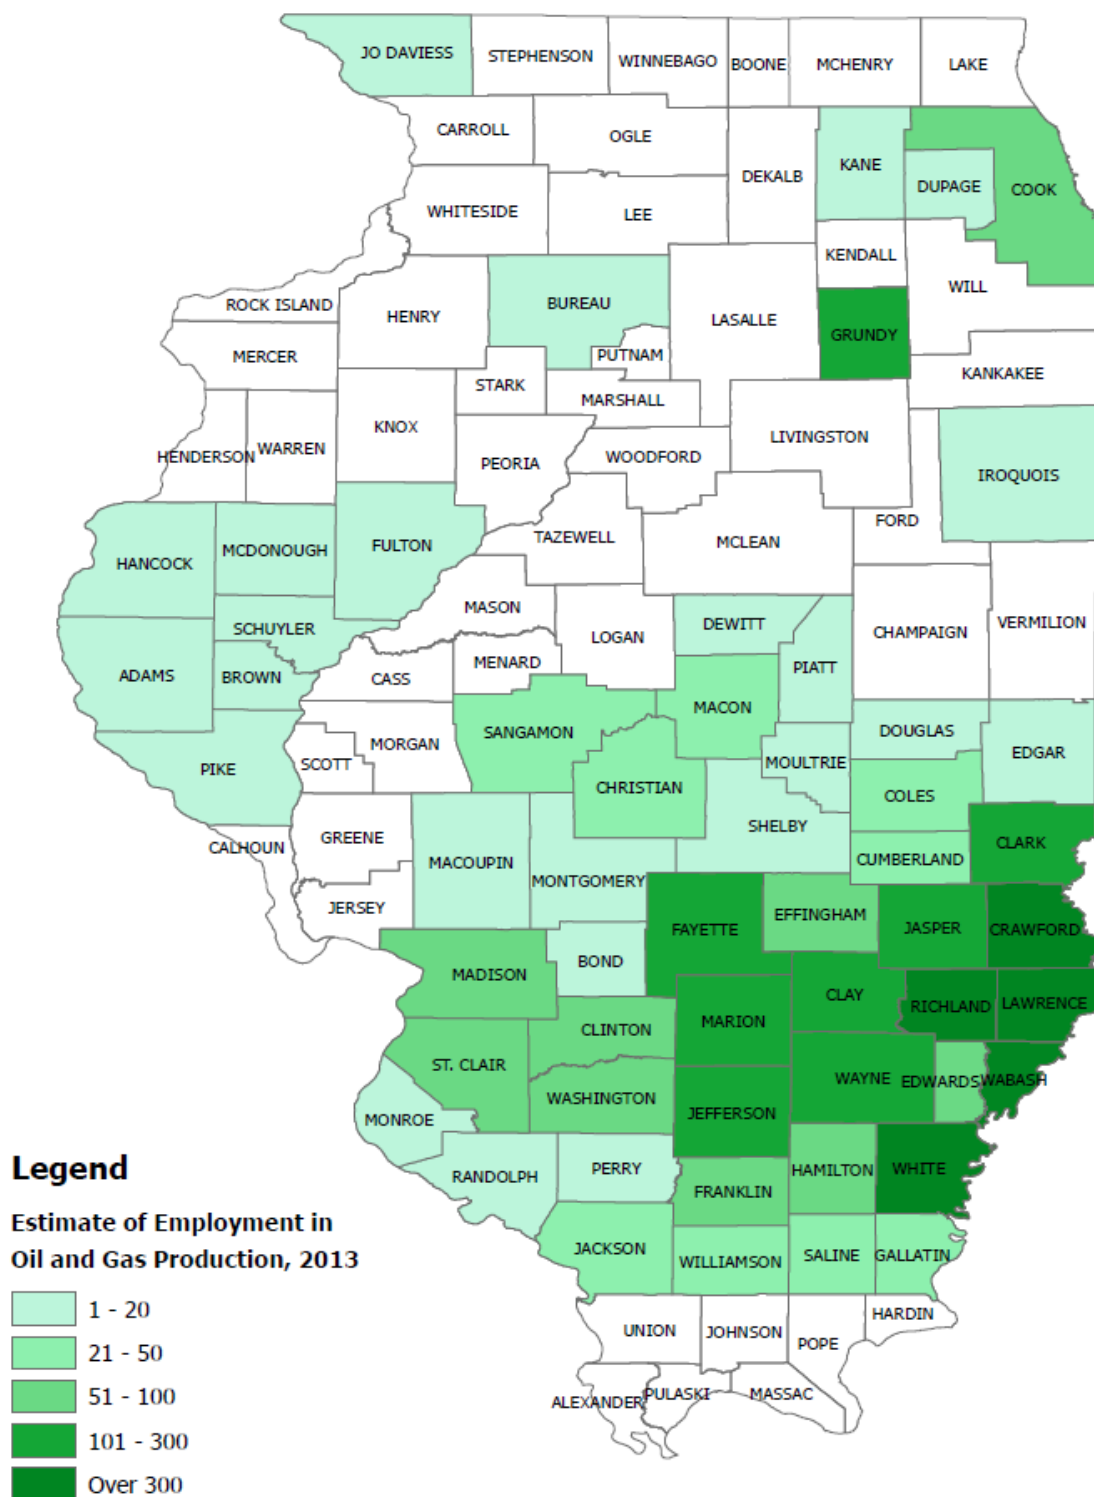 JO DAVIESS
STEPHENSON
WINNEBAGO
BOONE
MCHENRY
LAKE
CARROLL
OGLE
DEKALB
KANE
DUPAGE
COOK
WHITESIDE
LEE
KENDALL
WILL
ROCK ISLAND
HENRY
BUREAU
LASALLE
GRUNDY
MERCER
PUTNAM
KANKAKEE
STARK
MARSHALL
KNOX
LIVINGSTON
HENDERSON
WARREN
PEORIA
WOODFORD
IROQUOIS
FORD
HANCOCK
MCDONOUGH
FULTON
TAZEWELL
MCLEAN
MASON
SCHUYLER
LOGAN
DEWITT
CHAMPAIGN
VERMILION
ADAMS
BROWN
CASS
MENARD
PIATT
MACON
SANGAMON
MORGAN
DOUGLAS
EDGAR
PIKE
SCOTT
MOULTRIE
CHRISTIAN
COLES
CALHOUN
GREENE
SHELBY
MACOUPIN
MONTGOMERY
CUMBERLAND
CLARK
JERSEY
FAYETTE
EFFINGHAM
JASPER
CRAWFORD
MADISON
BOND
CLAY
RICHLAND
LAWRENCE
MARION
CLINTON
ST. CLAIR
WASHINGTON
WAYNE
EDWARDS
WABASH
MONROE
JEFFERSON
RANDOLPH
PERRY
HAMILTON
WHITE
FRANKLIN
JACKSON
WILLIAMSON
SALINE
GALLATIN
UNION
JOHNSON
POPE
HARDIN
ALEXANDER
PULASKI
MASSAC
Legend
Estimate of Employment in
Oil and Gas Production, 2013
1 - 20
21 - 50
51 - 100
101 - 300
Over 300